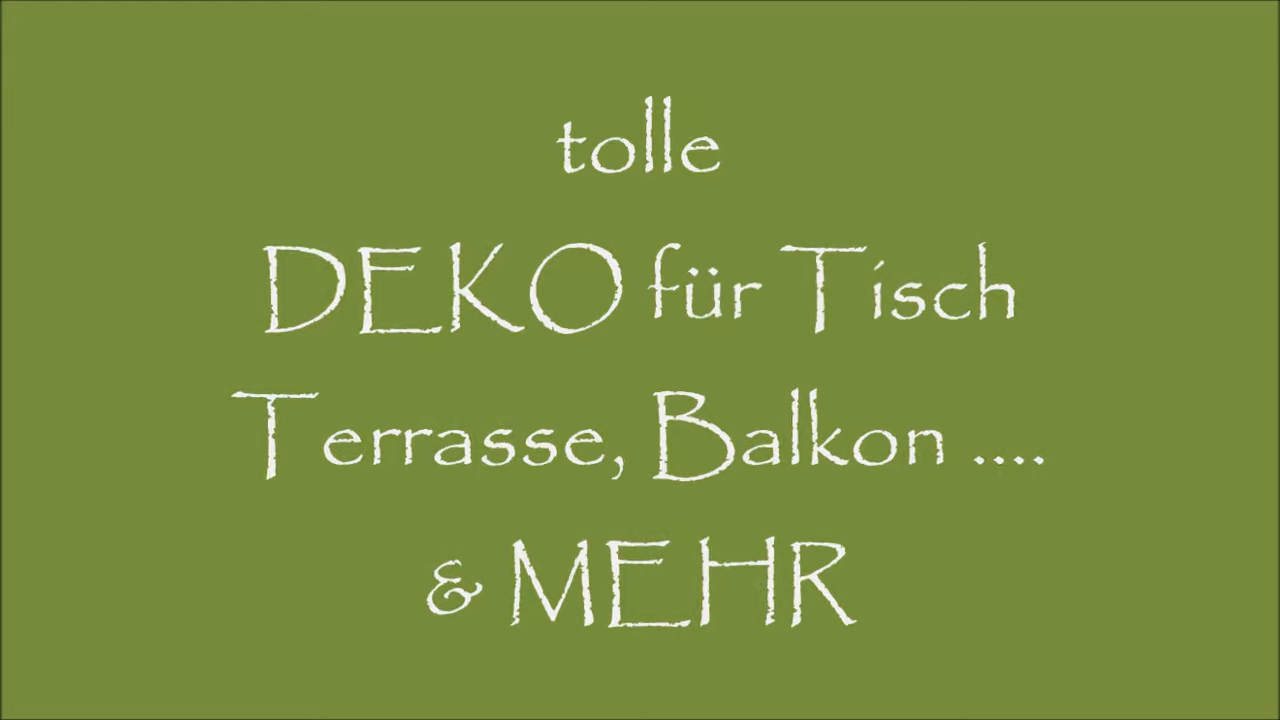 tolle
DEKO für Tisch
Terrasse, Balkon ....
& MEHR